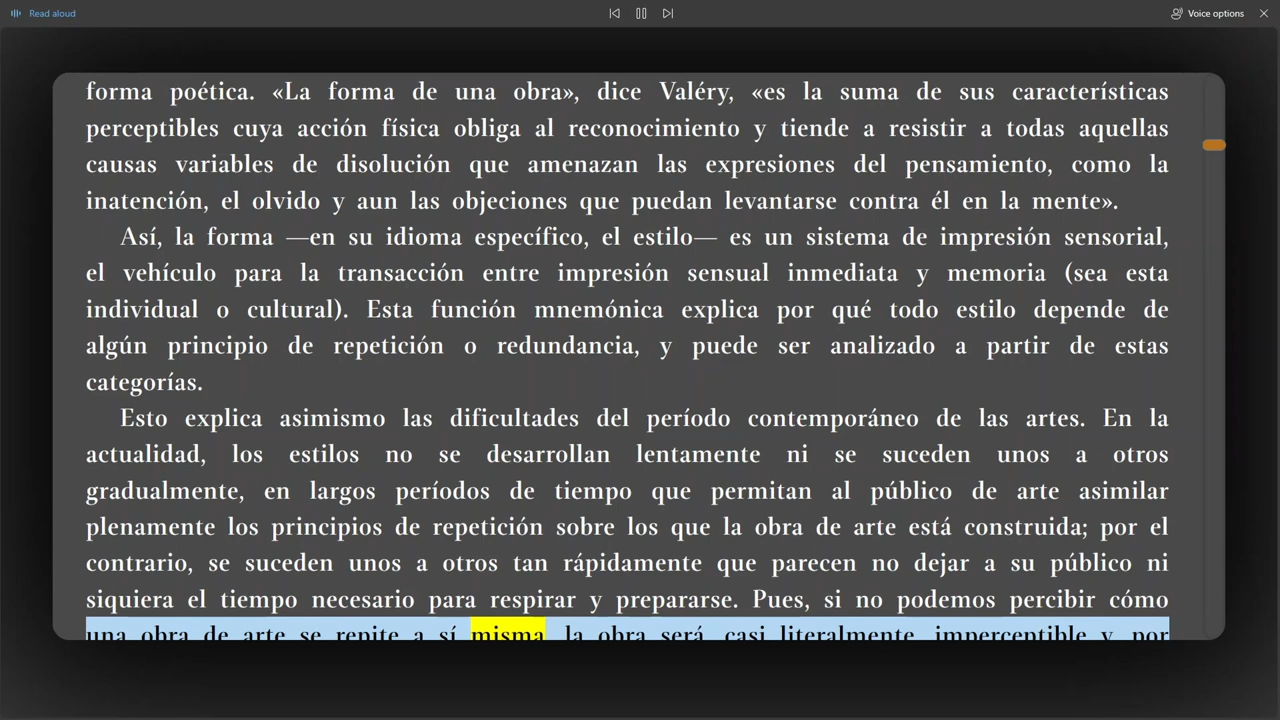 Read aloud
Voice options
forma poética. «La forma de una obra», dice Valéry, «es la suma de sus características
perceptibles cuya acción física obliga al reconocimiento y tiende a resistir a todas aquellas
causas variables de disolución que amenazan las expresiones del pensamiento, como la
inatención, el olvido y aun las objeciones que puedan levantarse contra él en la mente».
Así, la forma —en su idioma específico, el estilo— es un sistema de impresión sensorial,
el vehículo para la transacción entre impresión sensual inmediata y memoria (sea esta
individual o cultural). Esta función mnemónica explica por qué todo estilo depende de
algún principio de repetición o redundancia, y puede ser analizado a partir de estas
categorías.
Esto explica asimismo las dificultades del período contemporáneo de las artes. En la
actualidad, los estilos no se desarrollan lentamente ni se suceden unos a otros
gradualmente, en largos períodos de tiempo que permitan al público de arte asimilar
plenamente los principios de repetición sobre los que la obra de arte está construida; por el
contrario, se suceden unos a otros tan rápidamente que parecen no dejar a su público ni
siquiera el tiempo necesario para respirar y prepararse. Pues, si no podemos percibir cómo
una obra de arte se repite a sí misma, la obra será, casi literalmente, imperceptible y, por